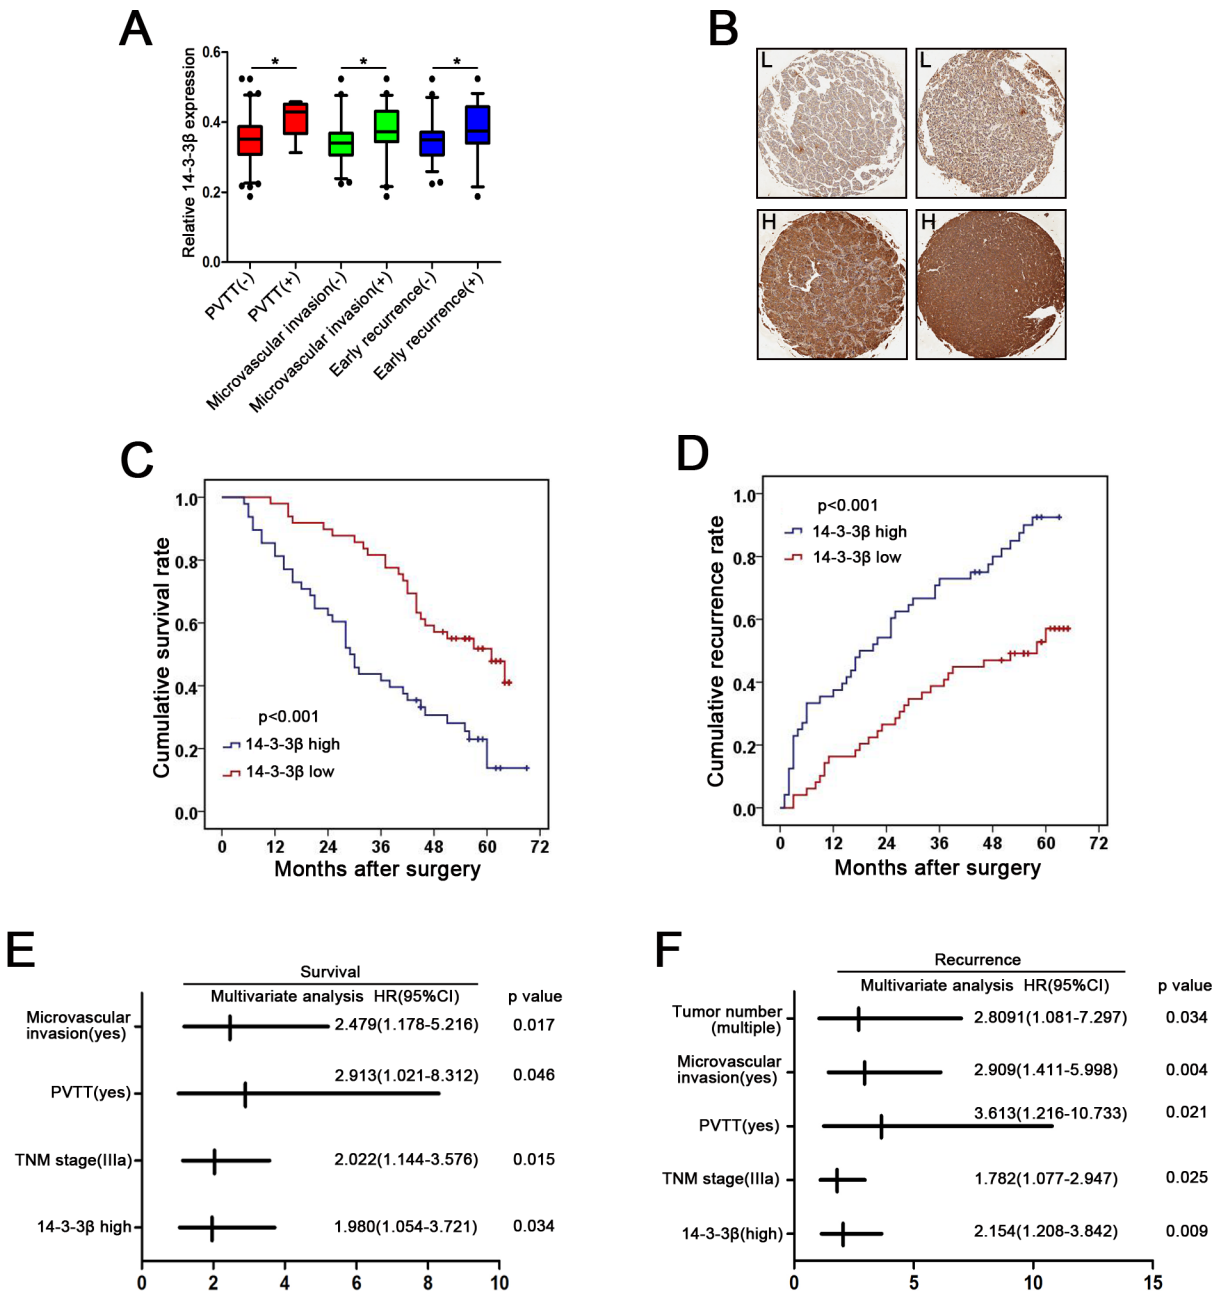 A
Relative 14-3-3β expression
0.6
0.4
0.2
0.0
*
*
*
PVTT(-)
PVTT(+)
Microvascular invasion(-)
Microvascular invasion(+)
Early recurrence(-)
Early recurrence(+)
B
L
L
H
H
C
Cumulative survival rate
1.0
0.8
0.6
0.4
0.2
0.0
p<0.001
14-3-3β high
14-3-3β low
0 12 24 36 48 60 72
Months after surgery
D
Cumulative recurrence rate
1.0
0.8
0.6
0.4
0.2
0.0
p<0.001
14-3-3β high
14-3-3β low
0 12 24 36 48 60 72
Months after surgery
E
Survival
Multivariate analysis HR(95%CI) p value
Microvascular
invasion(yes)
2.479(1.178-5.216) 0.017
PVTT(yes)
2.913(1.021-8.312) 0.046
TNM stage(IIIa)
2.022(1.144-3.576) 0.015
14-3-3β high
1.980(1.054-3.721) 0.034
0 2 4 6 8 10
F
Recurrence
Multivariate analysis HR(95%CI) p value
Tumor number
(multiple)
2.8091(1.081-7.297) 0.034
Microvascular
invasion(yes)
2.909(1.411-5.998) 0.004
PVTT(yes)
3.613(1.216-10.733) 0.021
TNM stage(IIIa)
1.782(1.077-2.947) 0.025
14-3-3β(high)
2.154(1.208-3.842) 0.009
0 5 10 15